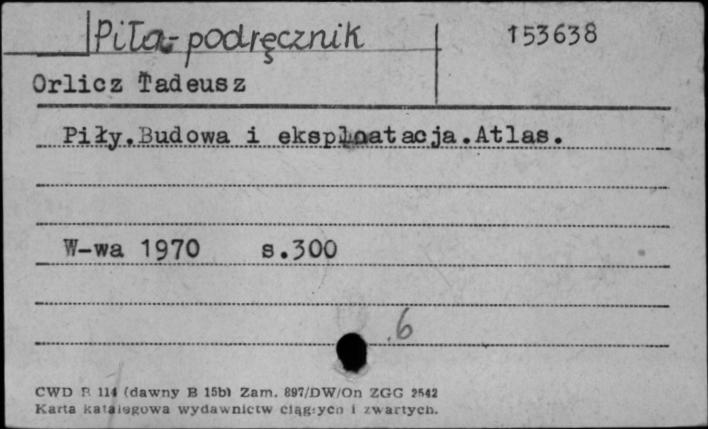 Piła - podręcznik 153638
Orlicz Tadeusz
Piły. Budowa i eksploatacja. Atlas.
W-wa 1970 s.300
6
CWD B 114 (dawny B 15b) Zam. 897/DW/On ZGG 2542
Karta katalogowa wydawnictw ciągłych i zwartych.